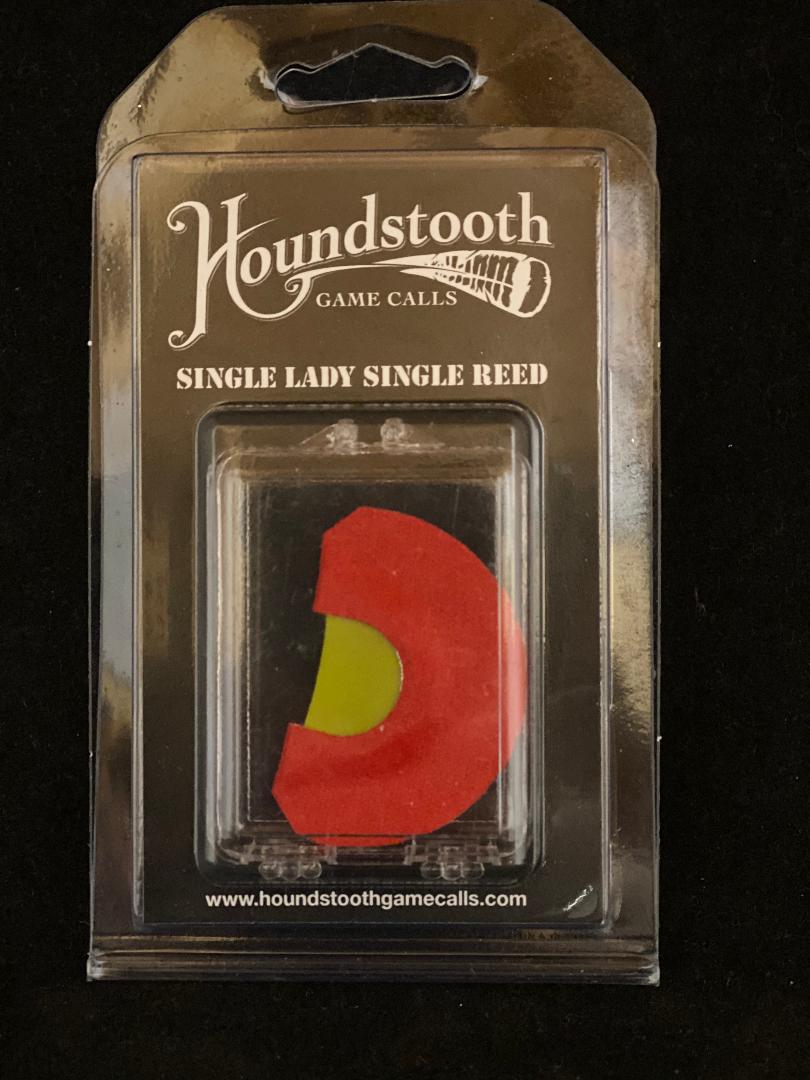 Houndstooth
GAME CALLS
SINGLE LADY SINGLE REED
www.houndstoothgamecalls.com